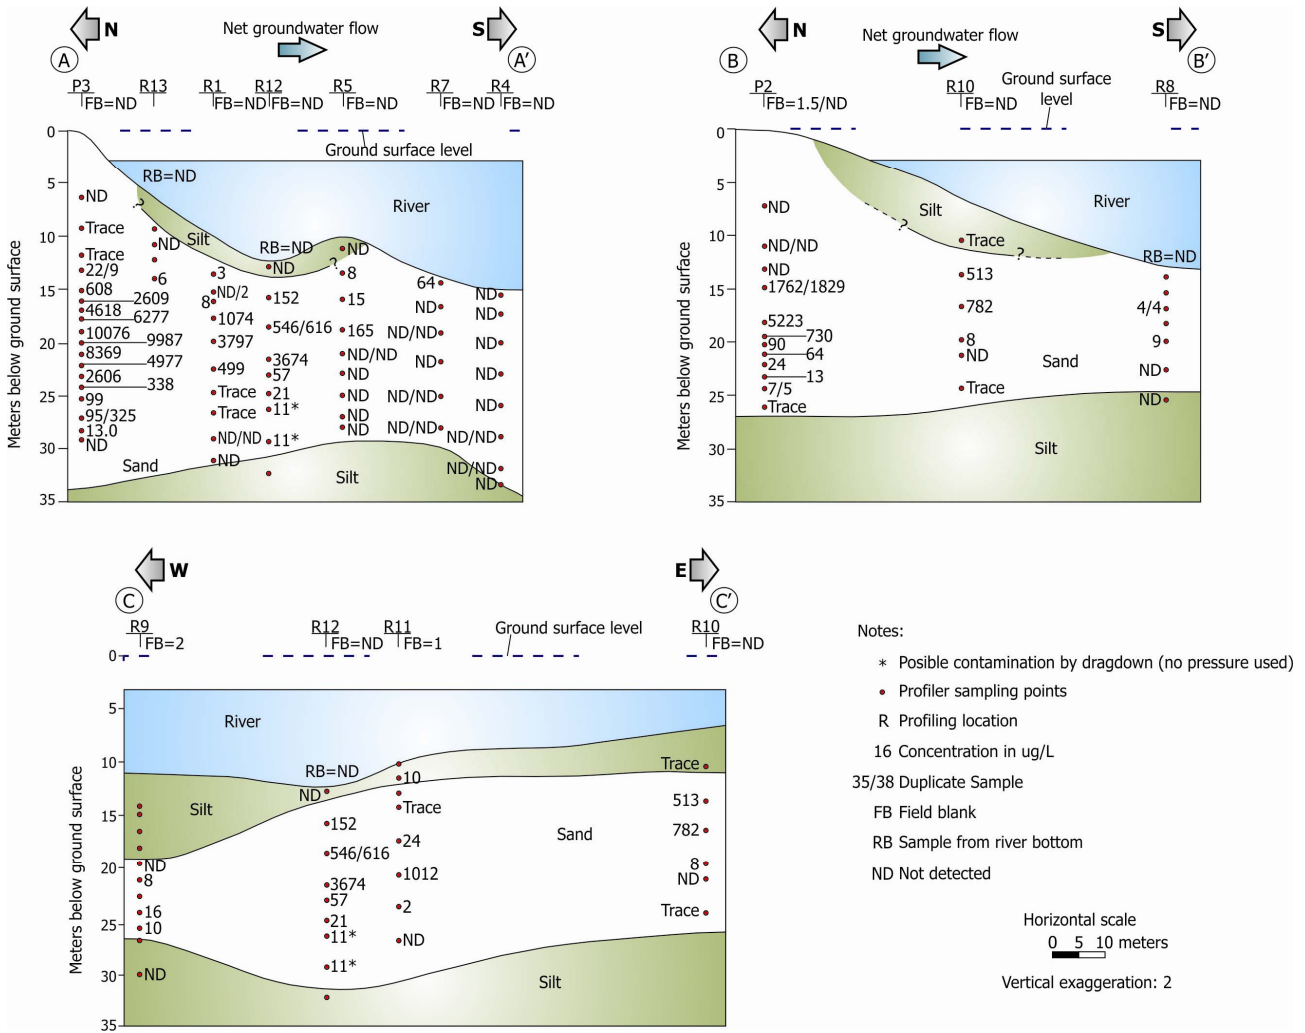 N
Net groundwater flow
S
A
A′
P3
FB=ND
R13
R1
FB=ND
R12
FB=ND
R5
FB=ND
R7
FB=ND
R4
FB=ND
Ground surface level
Meters below ground surface
0
5
10
15
20
25
30
35
RB=ND
River
Silt
RB=ND
?
?
Sand
Silt
ND
Trace
Trace
22/9
608
2609
4618
6277
10076
9987
8369
4977
2606
338
99
95/325
13.0
ND
ND
6
3
ND/2
8
1074
3797
499
Trace
Trace
ND/ND
ND
ND
152
546/616
3674
57
21
11*
11*
ND
8
15
165
ND/ND
ND
ND
ND
ND
64
ND
ND/ND
ND
ND/ND
ND/ND
ND
ND
ND
ND
ND
ND/ND
ND/ND
ND
N
Net groundwater flow
S
B
B′
P2
FB=1.5/ND
R10
FB=ND
R8
FB=ND
Ground surface
level
Meters below ground surface
0
5
10
15
20
25
30
35
Silt
River
?
?
RB=ND
Sand
Silt
ND
ND/ND
ND
1762/1829
5223
730
90
64
24
13
7/5
Trace
Trace
513
782
8
ND
Trace
4/4
9
ND
ND
W
E
C
C′
R9
FB=2
R12
FB=ND
R11
FB=1
R10
FB=ND
Ground surface level
Meters below ground surface
0
5
10
15
20
25
30
35
River
RB=ND
Silt
Sand
Silt
ND
8
16
10
ND
ND
152
546/616
3674
57
21
11*
11*
10
Trace
24
1012
2
ND
Trace
513
782
8
ND
Trace
Notes:
* Posible contamination by dragdown (no pressure used)
Profiler sampling points
R Profiling location
16 Concentration in ug/L
35/38 Duplicate Sample
FB Field blank
RB Sample from river bottom
ND Not detected
Horizontal scale
0 5 10 meters
Vertical exaggeration: 2